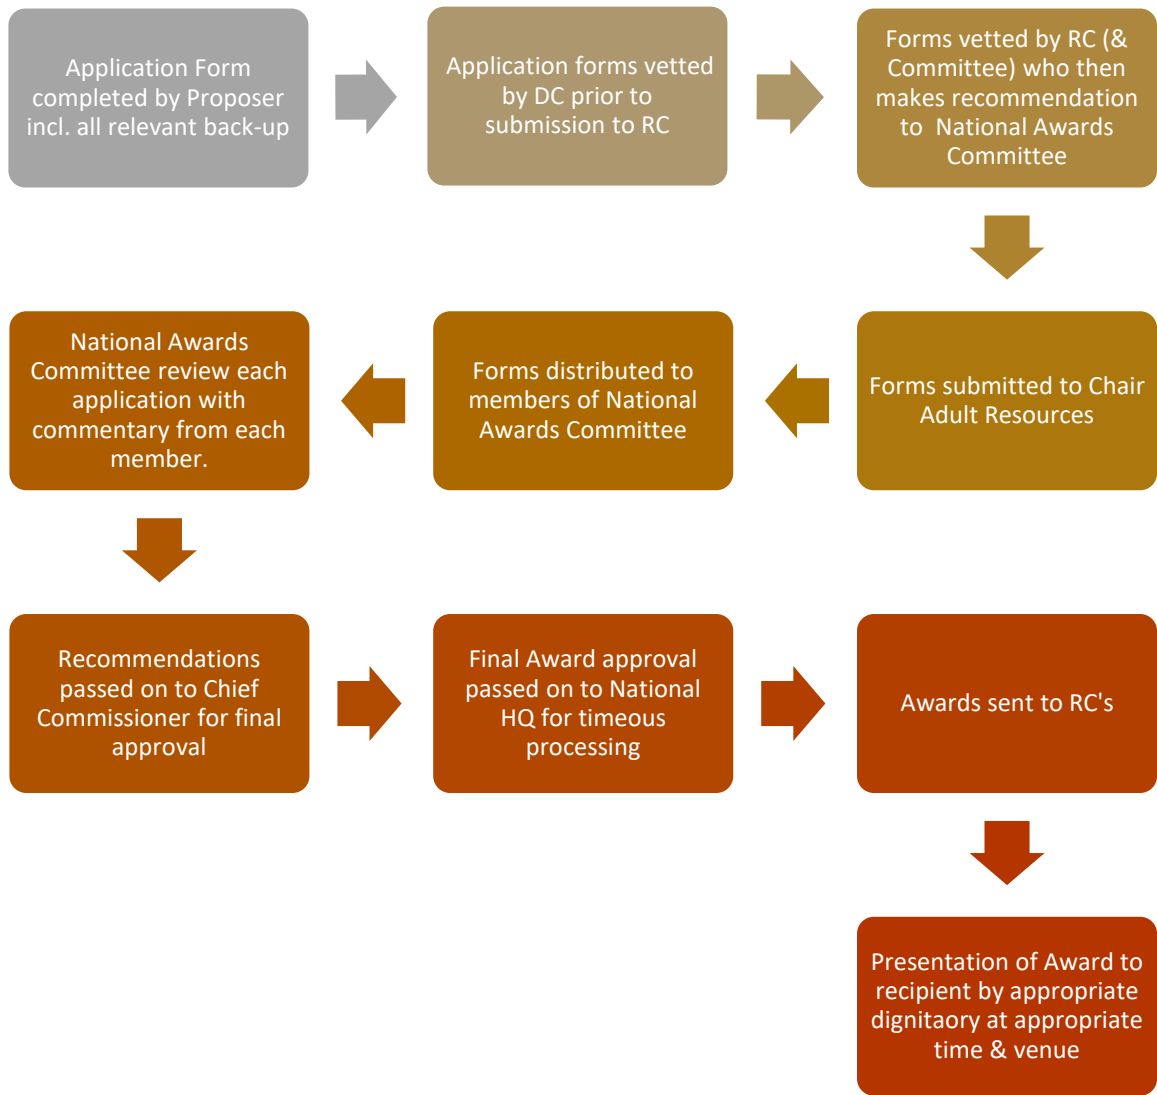 Application Form
completed by Proposer
incl. all relevant back-up
Application forms vetted
by DC prior to
submission to RC
Forms vetted by RC (&
Committee) who then
makes recommendation
to  National Awards
Committee
Forms submitted to Chair
Adult Resources
Forms distributed to
members of National
Awards Committee
National Awards
Committee review each
application with
commentary from each
member.
Recommendations
passed on to Chief
Commissioner for final
approval
Final Award approval
passed on to National
HQ for timeous
processing
Awards sent to RC's
Presentation of Award to
recipient by appropriate
dignitaory at appropriate
time & venue